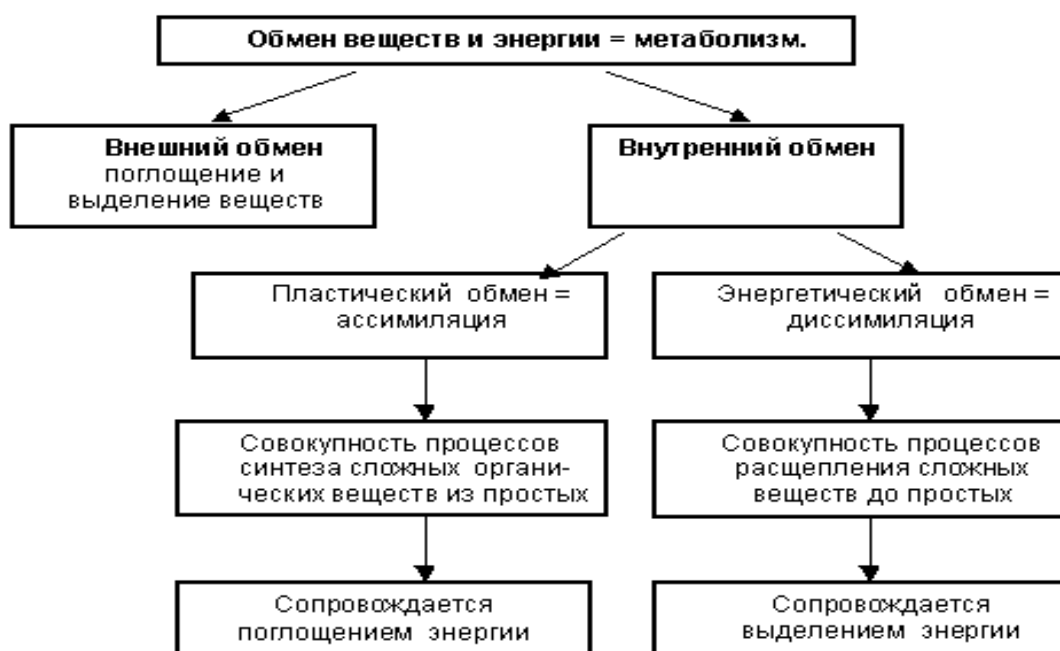 Обмен веществ и энергии = метаболизм.
Внешний обмен
поглощение и
выделение веществ
Внутренний обмен
Пластический обмен =
ассимиляция
Энергетический обмен =
диссимиляция
Совокупность процессов
синтеза сложных органи-
ческих веществ из простых
Совокупность процессов
расщепления сложных
веществ до простых
Сопровождается
поглощением энергии
Сопровождается
выделением энергии